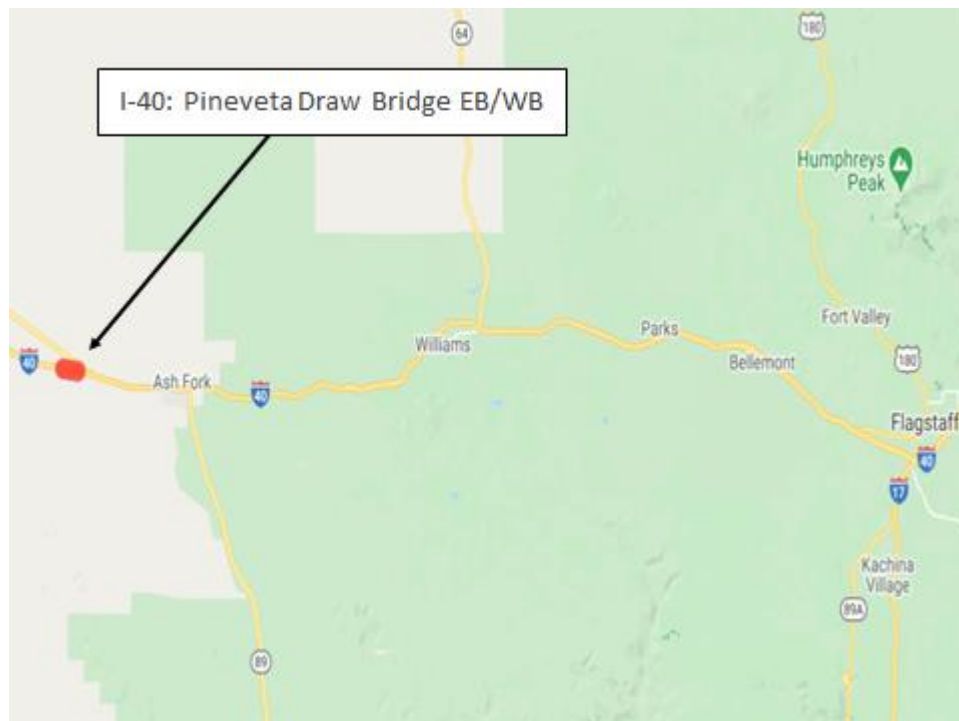 64
180
I-40: Pineveta Draw Bridge EB/WB
Humphreys
Peak
Fort Valley
Parks
Williams
Bellemont
180
40
Ash Fork
40
Flagstaff
40
17
Kachina
Village
89A
89